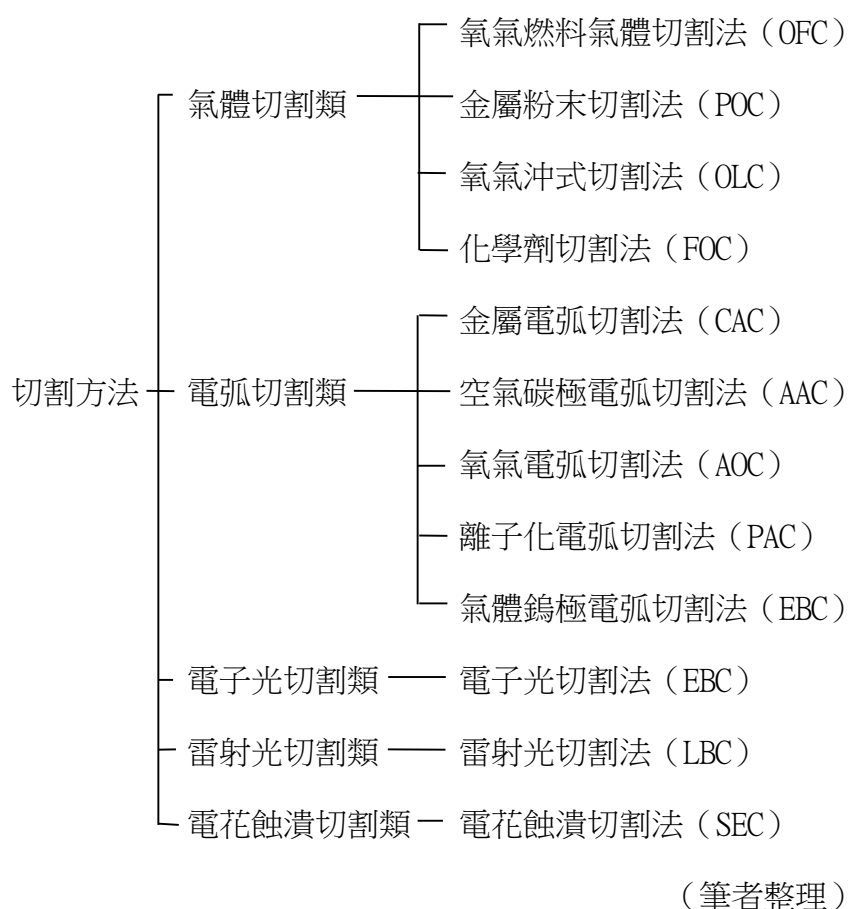 氧氣燃料氣體切割法（OFC）
氣體切割類 金屬粉末切割法（POC）
氧氣沖式切割法（OLC）
化學劑切割法（FOC）
金屬電弧切割法（CAC）
切割方法 電弧切割類 空氣碳極電弧切割法（AAC）
氧氣電弧切割法（AOC）
離子化電弧切割法（PAC）
氣體鎢極電弧切割法（EBC）
電子光切割類 電子光切割法（EBC）
雷射光切割類 雷射光切割法（LBC）
電花蝕潰切割類 電花蝕潰切割法（SEC）
（筆者整理）